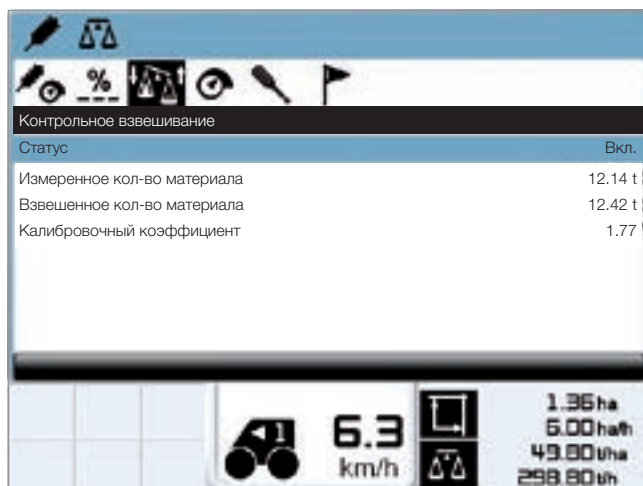 %
Контрольное взвешивание
Статус Вкл.
Измеренное кол-во материала 12.14 t
Взвешенное кол-во материала 12.42 t
Калибровочный коэффициент 1.77
1
6.3
km/h
1.36 ha
6.00 ha/h
49.80 t/ha
298.80 t/h